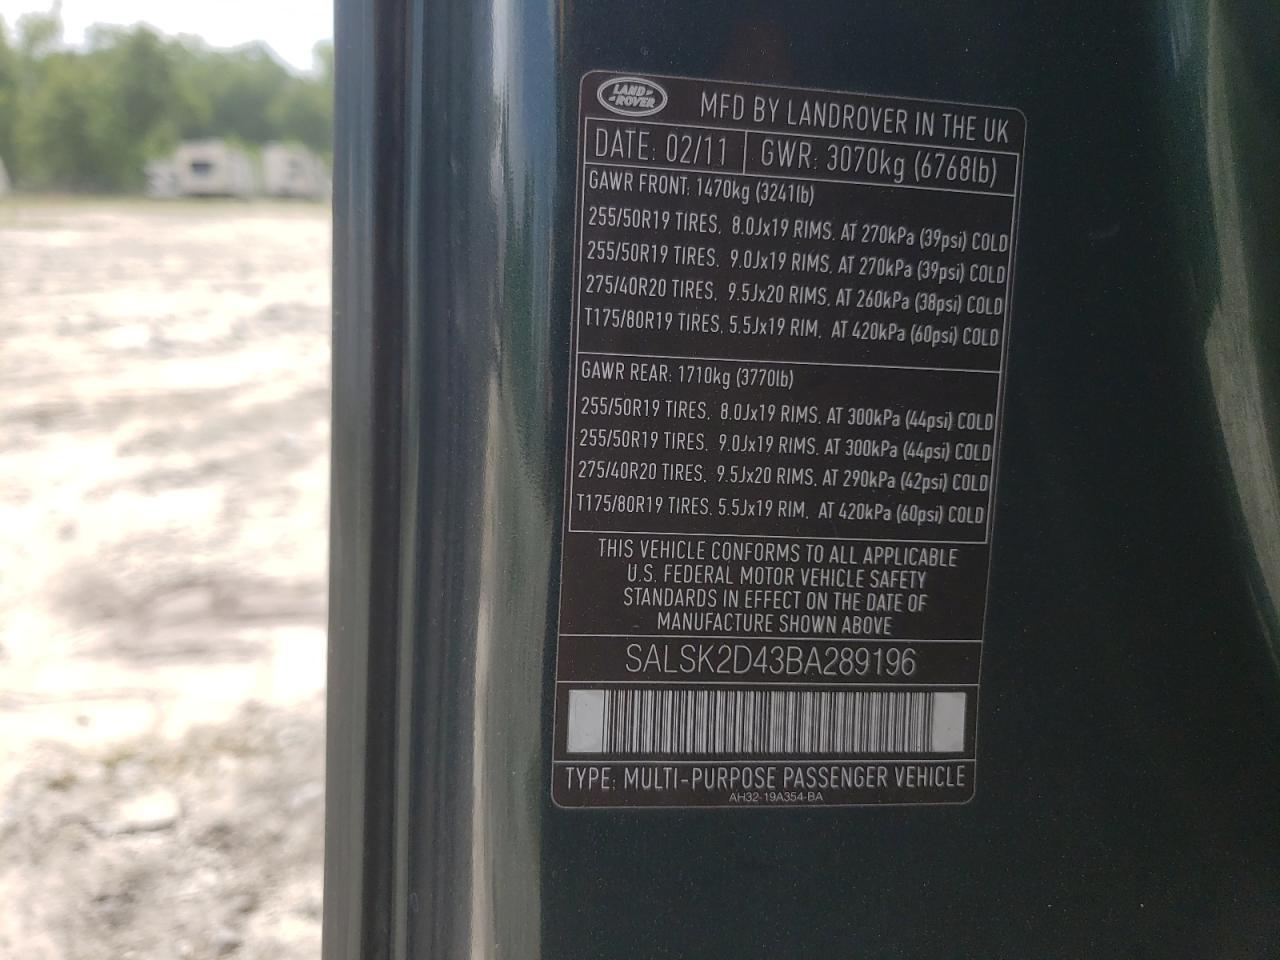 LAND ROVER
MFD BY LANDROVER IN THE UK
DATE: 02/11 GWR: 3070kg (6768lb)
GAWR FRONT: 1470kg (3241lb)
255/50R19 TIRES, 8.0Jx19 RIMS, AT 270kPa (39psi) COLD
255/50R19 TIRES, 9.0Jx19 RIMS, AT 270kPa (39psi) COLD
275/40R20 TIRES, 9.5Jx20 RIMS, AT 260kPa (38psi) COLD
T175/80R19 TIRES, 5.5Jx19 RIM, AT 420kPa (60psi) COLD
GAWR REAR: 1710kg (3770lb)
255/50R19 TIRES, 8.0Jx19 RIMS, AT 300kPa (44psi) COLD
255/50R19 TIRES, 9.0Jx19 RIMS, AT 300kPa (44psi) COLD
275/40R20 TIRES, 9.5Jx20 RIMS, AT 290kPa (42psi) COLD
T175/80R19 TIRES, 5.5Jx19 RIM, AT 420kPa (60psi) COLD
THIS VEHICLE CONFORMS TO ALL APPLICABLE
U.S. FEDERAL MOTOR VEHICLE SAFETY
STANDARDS IN EFFECT ON THE DATE OF
MANUFACTURE SHOWN ABOVE
SALSK2D43BA289196
TYPE: MULTI-PURPOSE PASSENGER VEHICLE
AH32-19A354-BA